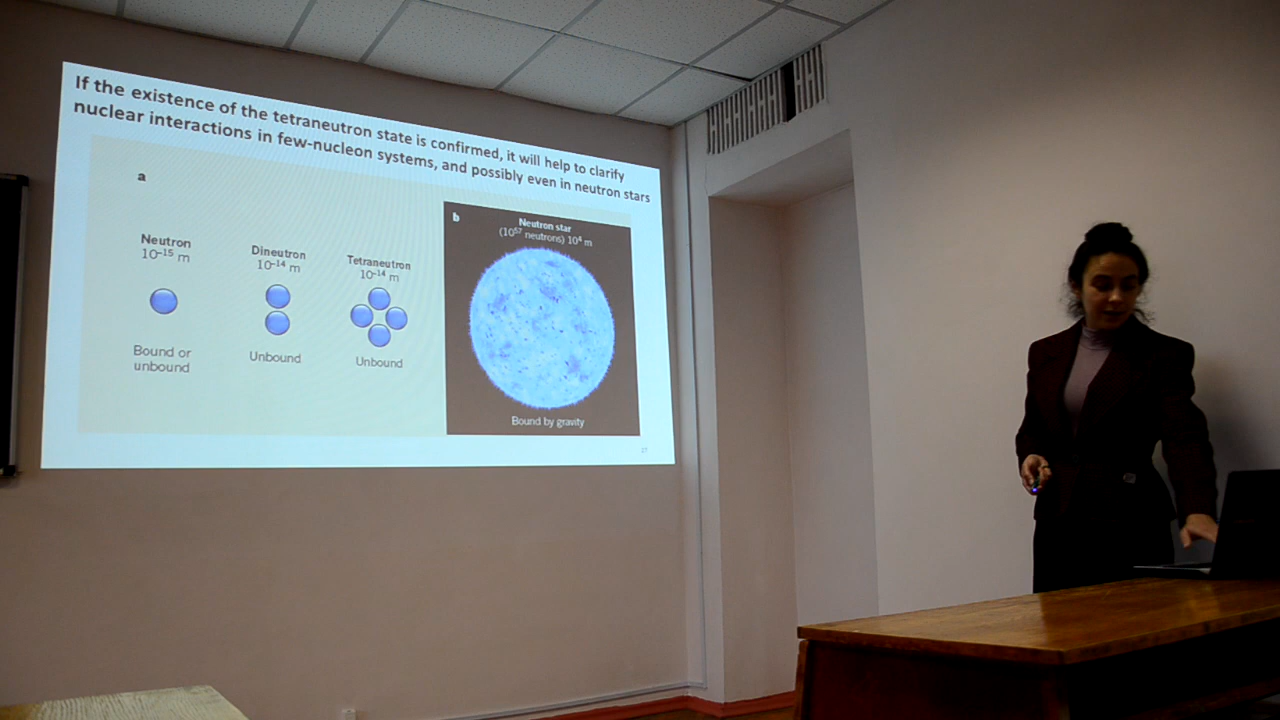 If the existence of the tetraneutron state is confirmed, it will help to clarify
nuclear interactions in few-nucleon systems, and possibly even in neutron stars
a
Neutron
10⁻¹⁵ m
Bound or
unbound
Dineutron
10⁻¹⁴ m
Unbound
Tetraneutron
10⁻¹⁴ m
Unbound
b
Neutron star
(10⁵⁷ neutrons) 10⁴ m
Bound by gravity
27